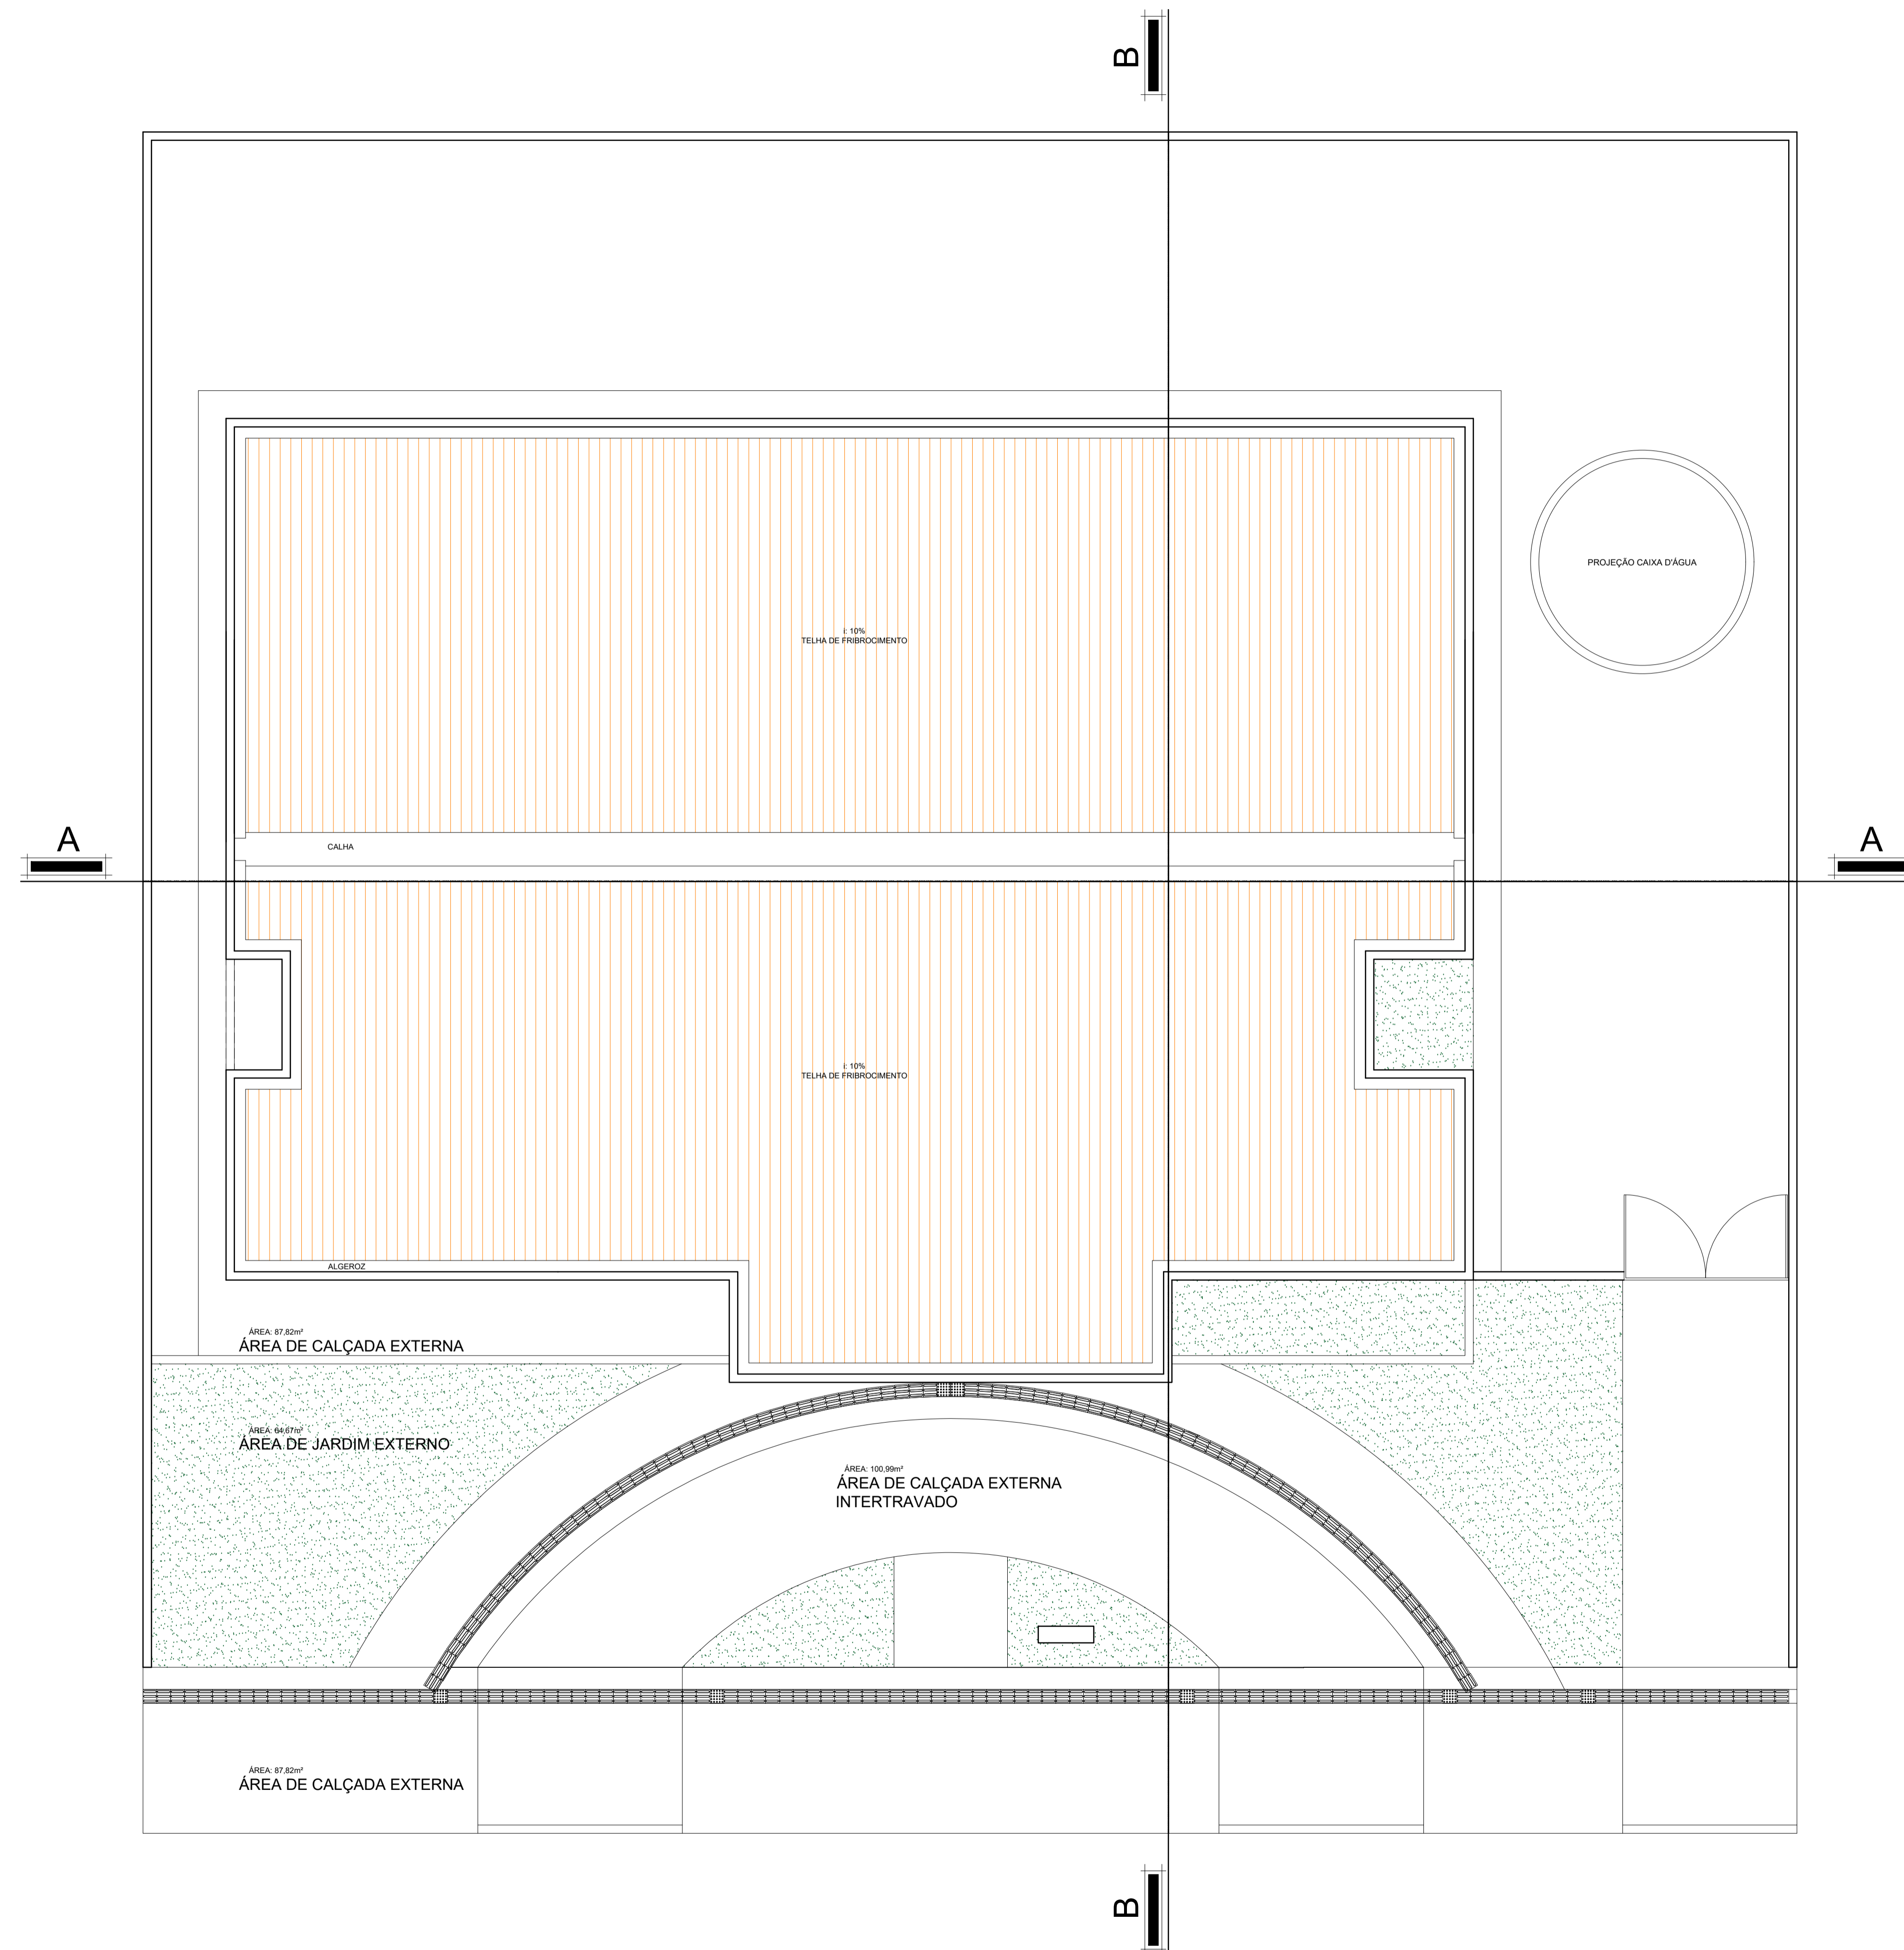 B
PROJEÇÃO CAIXA D'ÁGUA
i: 10%
TELHA DE FRIBROCIMENTO
A
A
CALHA
i: 10%
TELHA DE FRIBROCIMENTO
ALGEROZ
ÁREA: 87,82m²
ÁREA DE CALÇADA EXTERNA
ÁREA: 64,67m²
ÁREA DE JARDIM EXTERNO
ÁREA: 100,99m²
ÁREA DE CALÇADA EXTERNA
INTERTRAVADO
ÁREA: 87,82m²
ÁREA DE CALÇADA EXTERNA
B